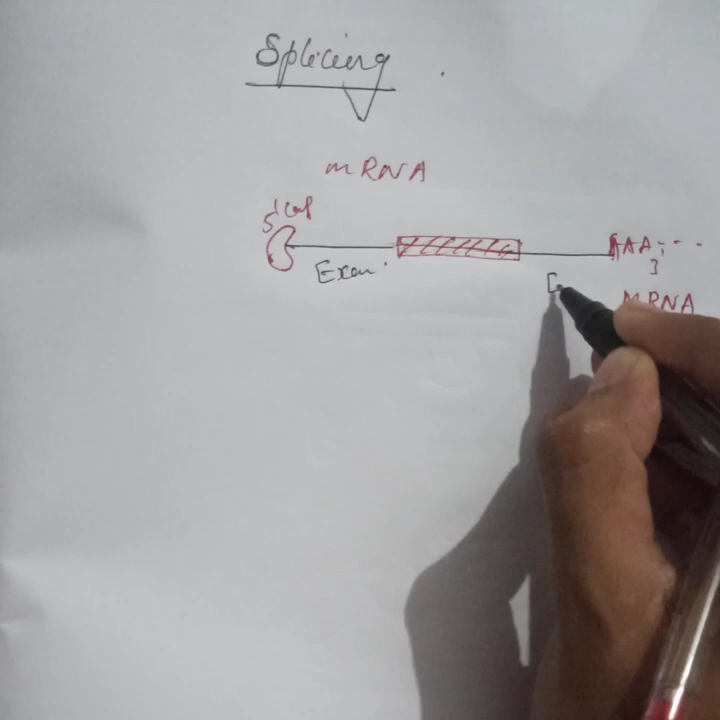 Splicing
mRNA
5' Cap
AAA - - -
3
Exon
E
mRNA